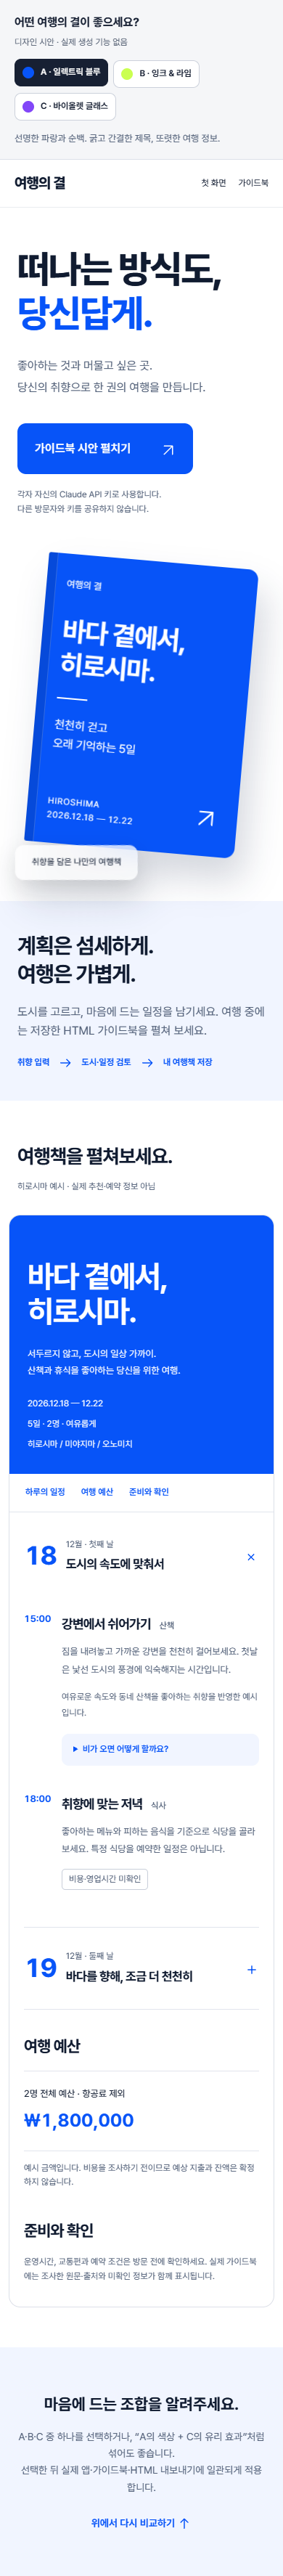 어떤 여행의 결이 좋으세요?
디자인 시안 · 실제 생성 기능 없음
A · 일렉트릭 블루
B · 잉크 & 라임
C · 바이올렛 글래스
선명한 파랑과 순백. 굵고 간결한 제목, 또렷한 여행 정보.
여행의 결
첫 화면
가이드북
떠나는 방식도,
당신답게.
좋아하는 것과 머물고 싶은 곳.
당신의 취향으로 한 권의 여행을 만듭니다.
가이드북 시안 펼치기 ↗
각자 자신의 Claude API 키로 사용합니다.
다른 방문자와 키를 공유하지 않습니다.
여행의 결
바다 곁에서,
히로시마.
천천히 걷고
오래 기억하는 5일
HIROSHIMA
2026.12.18 — 12.22
↗
취향을 담은 나만의 여행책
계획은 섬세하게.
여행은 가볍게.
도시를 고르고, 마음에 드는 일정을 남기세요. 여행 중에
는 저장한 HTML 가이드북을 펼쳐 보세요.
취향 입력 → 도시·일정 검토 → 내 여행책 저장
여행책을 펼쳐보세요.
히로시마 예시 · 실제 추천·예약 정보 아님
바다 곁에서,
히로시마.
서두르지 않고, 도시의 일상 가까이.
산책과 휴식을 좋아하는 당신을 위한 여행.
2026.12.18 — 12.22
5일 · 2명 · 여유롭게
히로시마 / 미야지마 / 오노미치
하루의 일정
여행 예산
준비와 확인
18
12월 · 첫째 날
도시의 속도에 맞춰서
×
15:00
강변에서 쉬어가기 산책
짐을 내려놓고 가까운 강변을 천천히 걸어보세요. 첫날
은 낯선 도시의 풍경에 익숙해지는 시간입니다.
여유로운 속도와 동네 산책을 좋아하는 취향을 반영한 예시
입니다.
▶ 비가 오면 어떻게 할까요?
18:00
취향에 맞는 저녁 식사
좋아하는 메뉴와 피하는 음식을 기준으로 식당을 골라
보세요. 특정 식당을 예약한 일정은 아닙니다.
비용·영업시간 미확인
19
12월 · 둘째 날
바다를 향해, 조금 더 천천히
+
여행 예산
2명 전체 예산 · 항공료 제외
₩1,800,000
예시 금액입니다. 비용을 조사하기 전이므로 예상 지출과 잔액은 확정
하지 않습니다.
준비와 확인
운영시간, 교통편과 예약 조건은 방문 전에 확인하세요. 실제 가이드북
에는 조사한 원문·출처와 미확인 정보가 함께 표시됩니다.
마음에 드는 조합을 알려주세요.
A·B·C 중 하나를 선택하거나, “A의 색상 + C의 유리 효과”처럼
섞어도 좋습니다.
선택한 뒤 실제 앱·가이드북·HTML 내보내기에 일관되게 적용
합니다.
위에서 다시 비교하기 ↑